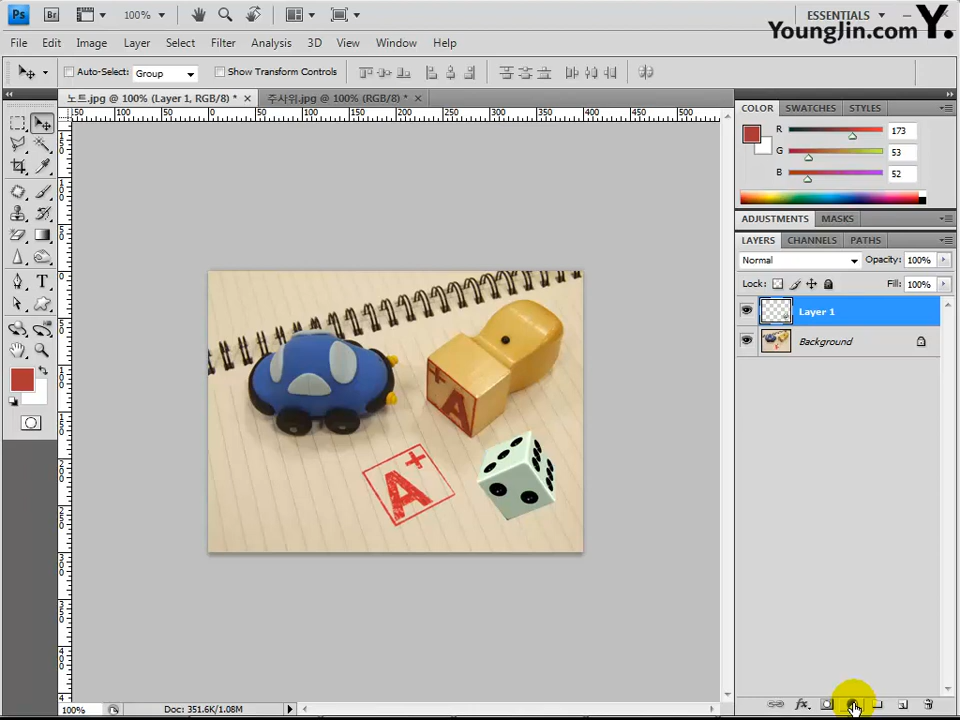 Ps Br 100% ESSENTIALS
YoungJin.com Y.
File Edit Image Layer Select Filter Analysis 3D View Window Help
Auto-Select: Group Show Transform Controls
노트.jpg @ 100% (Layer 1, RGB/8) * 주사위.jpg @ 100% (RGB/8) *
COLOR SWATCHES STYLES
R 173
G 53
B 52
ADJUSTMENTS MASKS
LAYERS CHANNELS PATHS
Normal Opacity: 100%
Lock: Fill: 100%
Layer 1
Background
A+
A+
100% Doc: 351.6K/1.08M